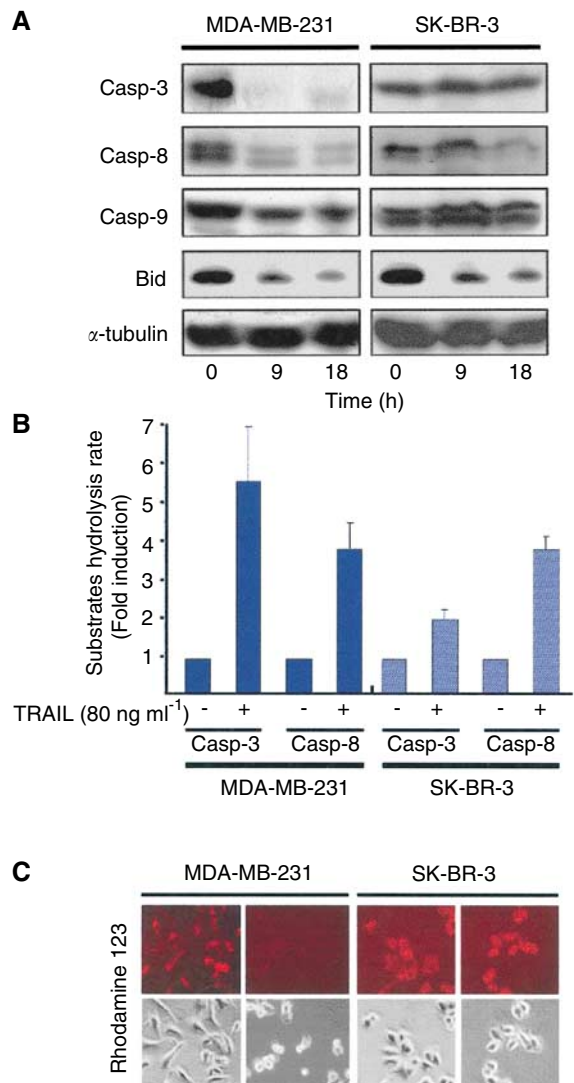 A
MDA-MB-231 SK-BR-3
Casp-3
Casp-8
Casp-9
Bid
α-tubulin
0 9 18 0 9 18
Time (h)
B
Substrates hydrolysis rate
(Fold induction)
7
6
5
4
3
2
1
TRAIL (80 ng ml-1) - + - + - + - +
Casp-3 Casp-8 Casp-3 Casp-8
MDA-MB-231 SK-BR-3
C
MDA-MB-231 SK-BR-3
Rhodamine 123